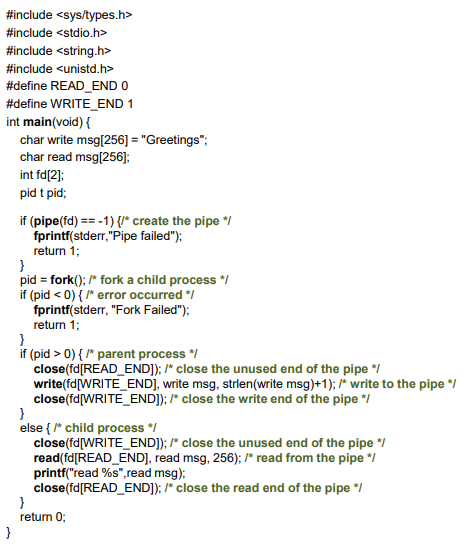 #include <sys/types.h>
#include <stdio.h>
#include <string.h>
#include <unistd.h>
#define READ_END 0
#define WRITE_END 1
int main(void) {
char write msg[256] = "Greetings";
char read msg[256];
int fd[2];
pid t pid;
if (pipe(fd) == -1) {/* create the pipe */
fprintf(stderr,"Pipe failed");
return 1;
}
pid = fork(); /* fork a child process */
if (pid < 0) { /* error occurred */
fprintf(stderr, "Fork Failed");
return 1;
}
if (pid > 0) { /* parent process */
close(fd[READ_END]); /* close the unused end of the pipe */
write(fd[WRITE_END], write msg, strlen(write msg)+1); /* write to the pipe */
close(fd[WRITE_END]); /* close the write end of the pipe */
}
else { /* child process */
close(fd[WRITE_END]); /* close the unused end of the pipe */
read(fd[READ_END], read msg, 256); /* read from the pipe */
printf("read %s",read msg);
close(fd[READ_END]); /* close the read end of the pipe */
}
return 0;
}